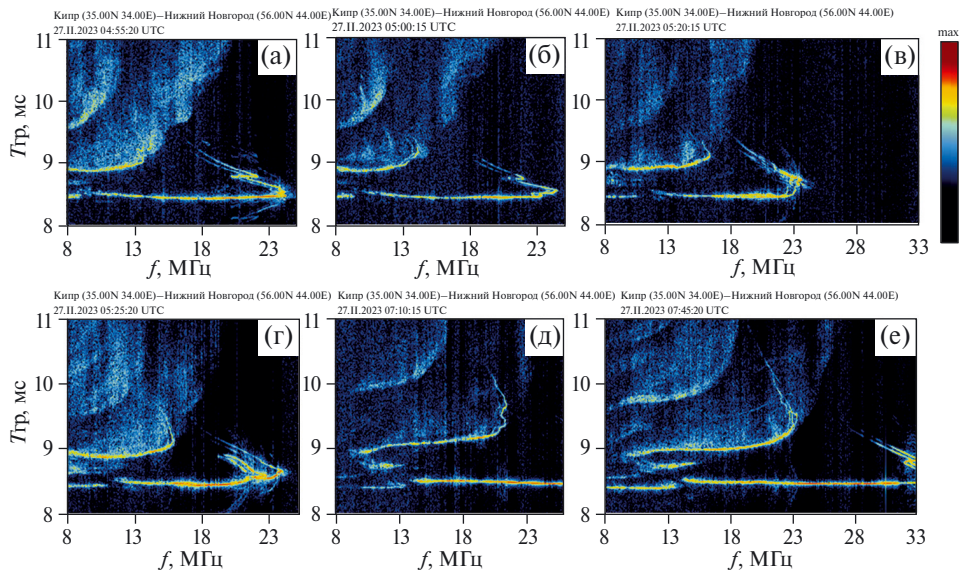 Кипр (35.00N 34.00E)–Нижний Новгород (56.00N 44.00E)
27.II.2023 04:55:20 UTC
(а)
11
10
9
8
Tгр, мс
8 13 18 23
f, МГц
Кипр (35.00N 34.00E)–Нижний Новгород (56.00N 44.00E)
27.II.2023 05:00:15 UTC
(б)
11
10
9
8
8 13 18 23
f, МГц
Кипр (35.00N 34.00E)–Нижний Новгород (56.00N 44.00E)
27.II.2023 05:20:15 UTC
(в)
11
10
9
8
8 13 18 23 28 33
f, МГц
max
Кипр (35.00N 34.00E)–Нижний Новгород (56.00N 44.00E)
27.II.2023 05:25:20 UTC
(г)
11
10
9
8
Tгр, мс
8 13 18 23
f, МГц
Кипр (35.00N 34.00E)–Нижний Новгород (56.00N 44.00E)
27.II.2023 07:10:15 UTC
(д)
11
10
9
8
8 13 18 23
f, МГц
Кипр (35.00N 34.00E)–Нижний Новгород (56.00N 44.00E)
27.II.2023 07:45:20 UTC
(е)
11
10
9
8
8 13 18 23 28 33
f, МГц